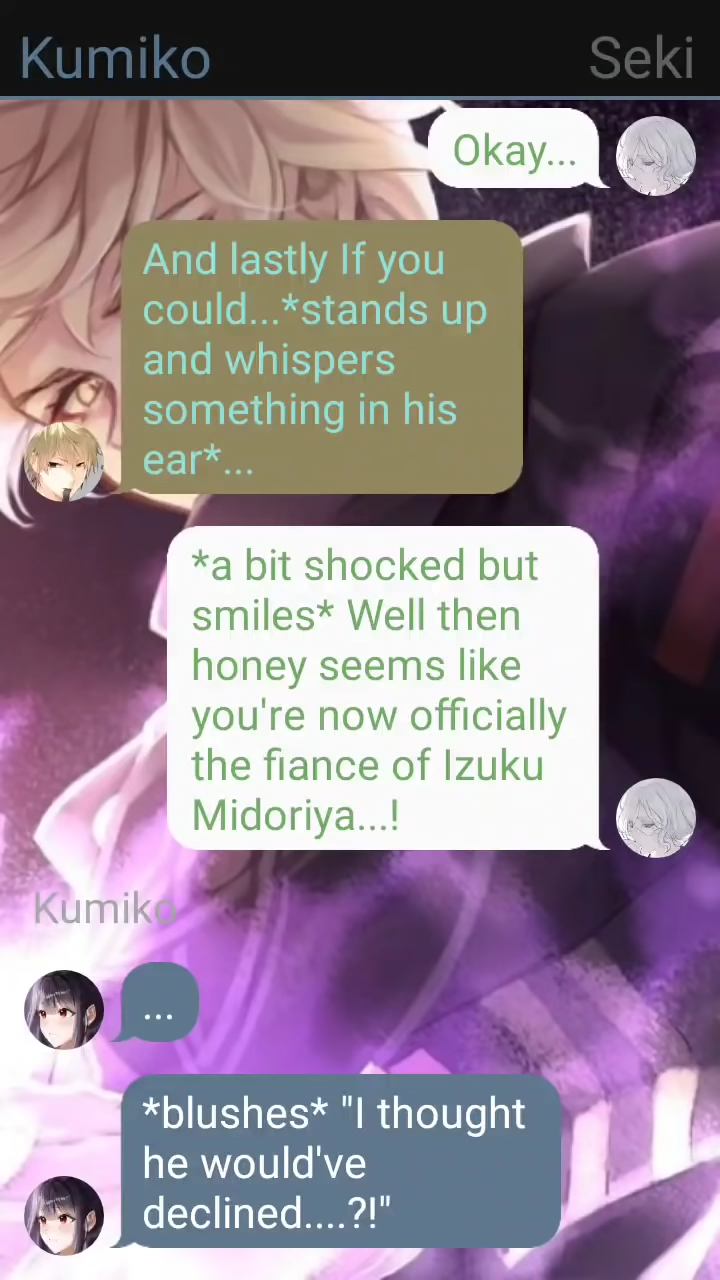 Kumiko
Seki
Okay...
And lastly If you
could...*stands up
and whispers
something in his
ear*...
*a bit shocked but
smiles* Well then
honey seems like
you're now officially
the fiance of Izuku
Midoriya...!
Kumiko
...
*blushes* "I thought
he would've
declined....?!"